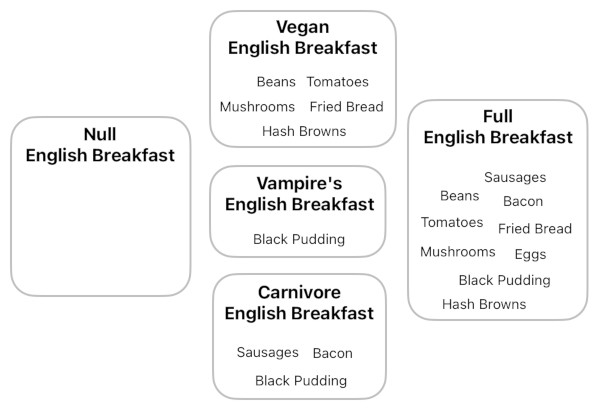 Null
English Breakfast
Vegan
English Breakfast
Beans Tomatoes
Mushrooms Fried Bread
Hash Browns
Vampire's
English Breakfast
Black Pudding
Carnivore
English Breakfast
Sausages Bacon
Black Pudding
Full
English Breakfast
Sausages
Beans
Bacon
Tomatoes
Fried Bread
Mushrooms
Eggs
Black Pudding
Hash Browns